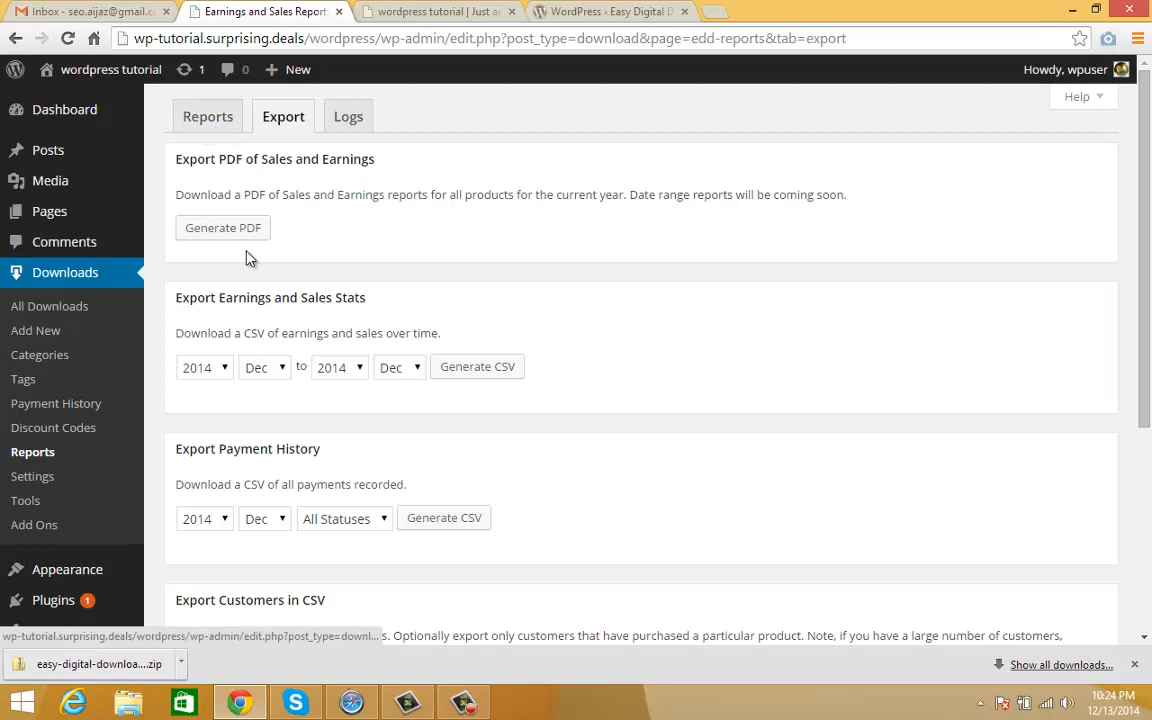 Inbox - seo.aijaz@gmail.c
Earnings and Sales Report
wordpress tutorial | Just a
WordPress › Easy Digital D
wp-tutorial.surprising.deals/wordpress/wp-admin/edit.php?post_type=download&page=edd-reports&tab=export
wordpress tutorial 1 0 New Howdy, wpuser
Help
Dashboard
Posts
Media
Pages
Comments
Downloads
All Downloads
Add New
Categories
Tags
Payment History
Discount Codes
Reports
Settings
Tools
Add Ons
Appearance
Plugins 1
Reports Export Logs
Export PDF of Sales and Earnings
Download a PDF of Sales and Earnings reports for all products for the current year. Date range reports will be coming soon.
Generate PDF
Export Earnings and Sales Stats
Download a CSV of earnings and sales over time.
2014 Dec to 2014 Dec Generate CSV
Export Payment History
Download a CSV of all payments recorded.
2014 Dec All Statuses Generate CSV
Export Customers in CSV
s. Optionally export only customers that have purchased a particular product. Note, if you have a large number of customers,
wp-tutorial.surprising.deals/wordpress/wp-admin/edit.php?post_type=downl...
easy-digital-downloa....zip
Show all downloads...
10:24 PM
12/13/2014